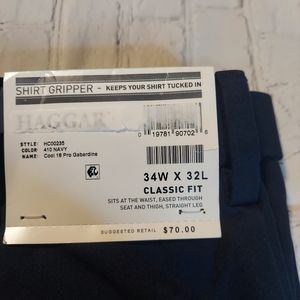 SHIRT GRIPPER – KEEPS YOUR SHIRT TUCKED IN
HAGGAR
STYLE: HC00235
COLOR: 410 NAVY
NAME: Cool 18 Pro Gabardine
0 19781 90702 6
34W X 32L
CLASSIC FIT
SITS AT THE WAIST, EASED THROUGH
SEAT AND THIGH, STRAIGHT LEG
SUGGESTED RETAIL $70.00